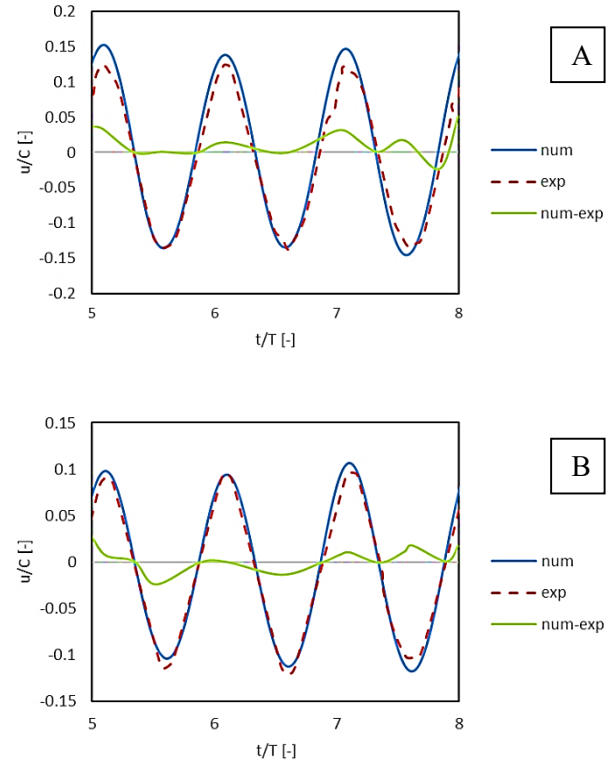 0.2
0.15
0.1
0.05
0
-0.05
-0.1
-0.15
-0.2
u/C [-]
5 6 7 8
t/T [-]
A
num
exp
num-exp
0.15
0.1
0.05
0
-0.05
-0.1
-0.15
u/C [-]
5 6 7 8
t/T [-]
B
num
exp
num-exp